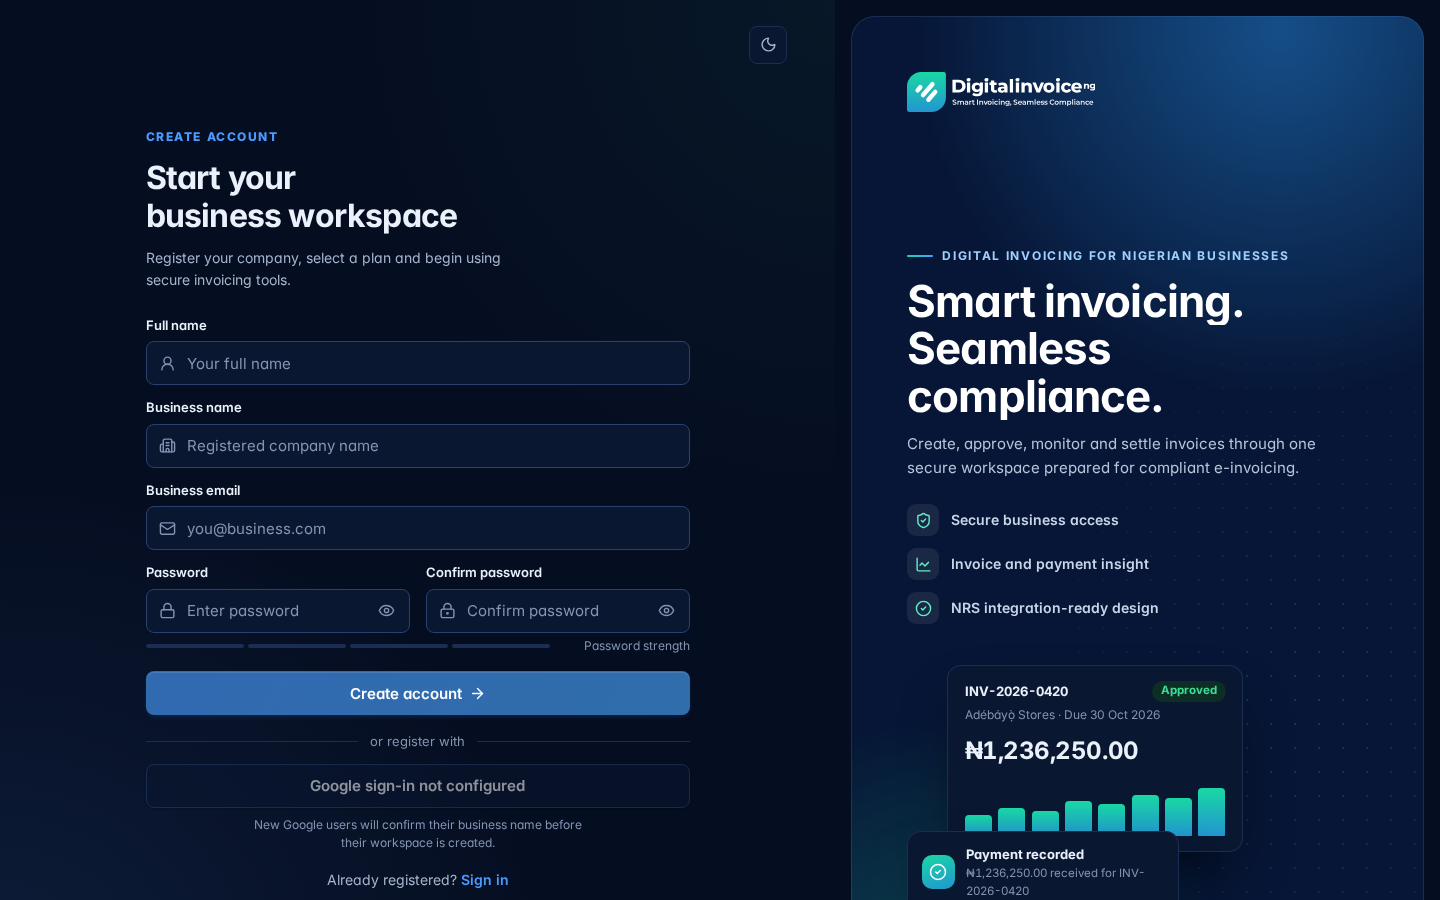 CREATE ACCOUNT
Start your
business workspace
Register your company, select a plan and begin using
secure invoicing tools.
Full name
Your full name
Business name
Registered company name
Business email
you@business.com
Password
Confirm password
Enter password
Confirm password
Password strength
Create account
or register with
Google sign-in not configured
New Google users will confirm their business name before
their workspace is created.
Already registered? Sign in
Digitalinvoice ng
Smart Invoicing, Seamless Compliance
DIGITAL INVOICING FOR NIGERIAN BUSINESSES
Smart invoicing.
Seamless
compliance.
Create, approve, monitor and settle invoices through one
secure workspace prepared for compliant e-invoicing.
Secure business access
Invoice and payment insight
NRS integration-ready design
INV-2026-0420
Approved
Adébáyọ̀ Stores · Due 30 Oct 2026
₦1,236,250.00
Payment recorded
₦1,236,250.00 received for INV-
2026-0420